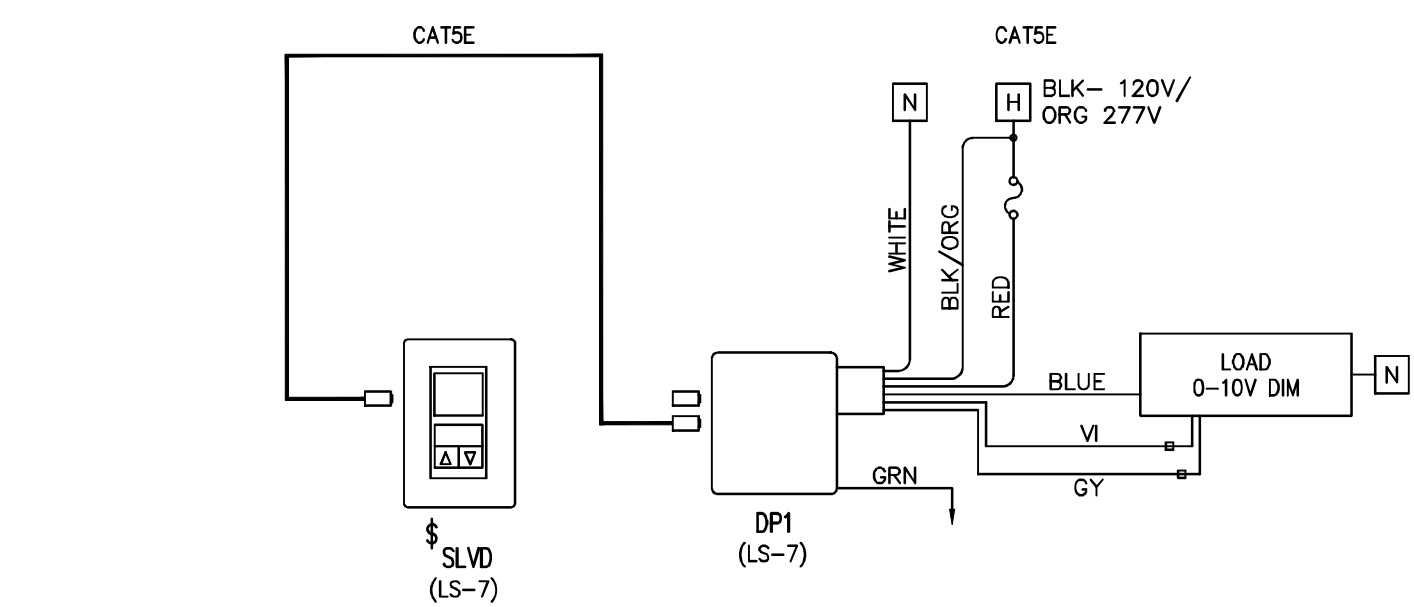 CAT5E
CAT5E
N
H
BLK- 120V/
ORG 277V
WHITE
BLK/ORG
RED
BLUE
LOAD
0-10V DIM
N
VI
GY
GRN
DP1
(LS-7)
$
SLVD
(LS-7)